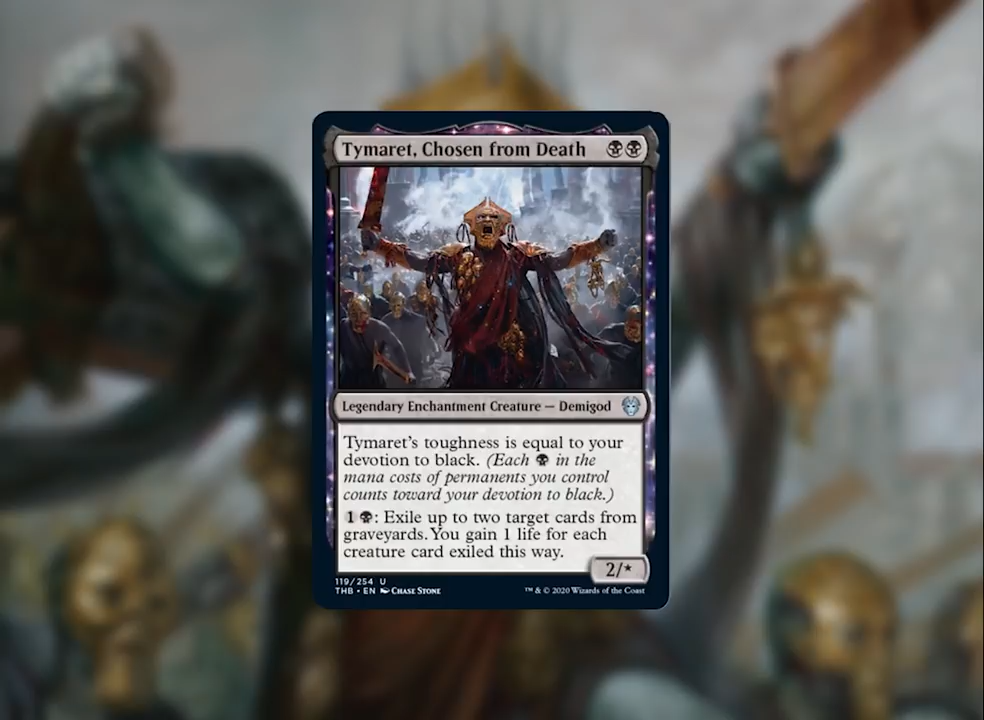 Tymaret, Chosen from Death
Legendary Enchantment Creature — Demigod
Tymaret's toughness is equal to your
devotion to black. (Each in the
mana costs of permanents you control
counts toward your devotion to black.)
1 : Exile up to two target cards from
graveyards. You gain 1 life for each
creature card exiled this way.
2/*
119/254 U
THB • EN CHASE STONE
™ & © 2020 Wizards of the Coast